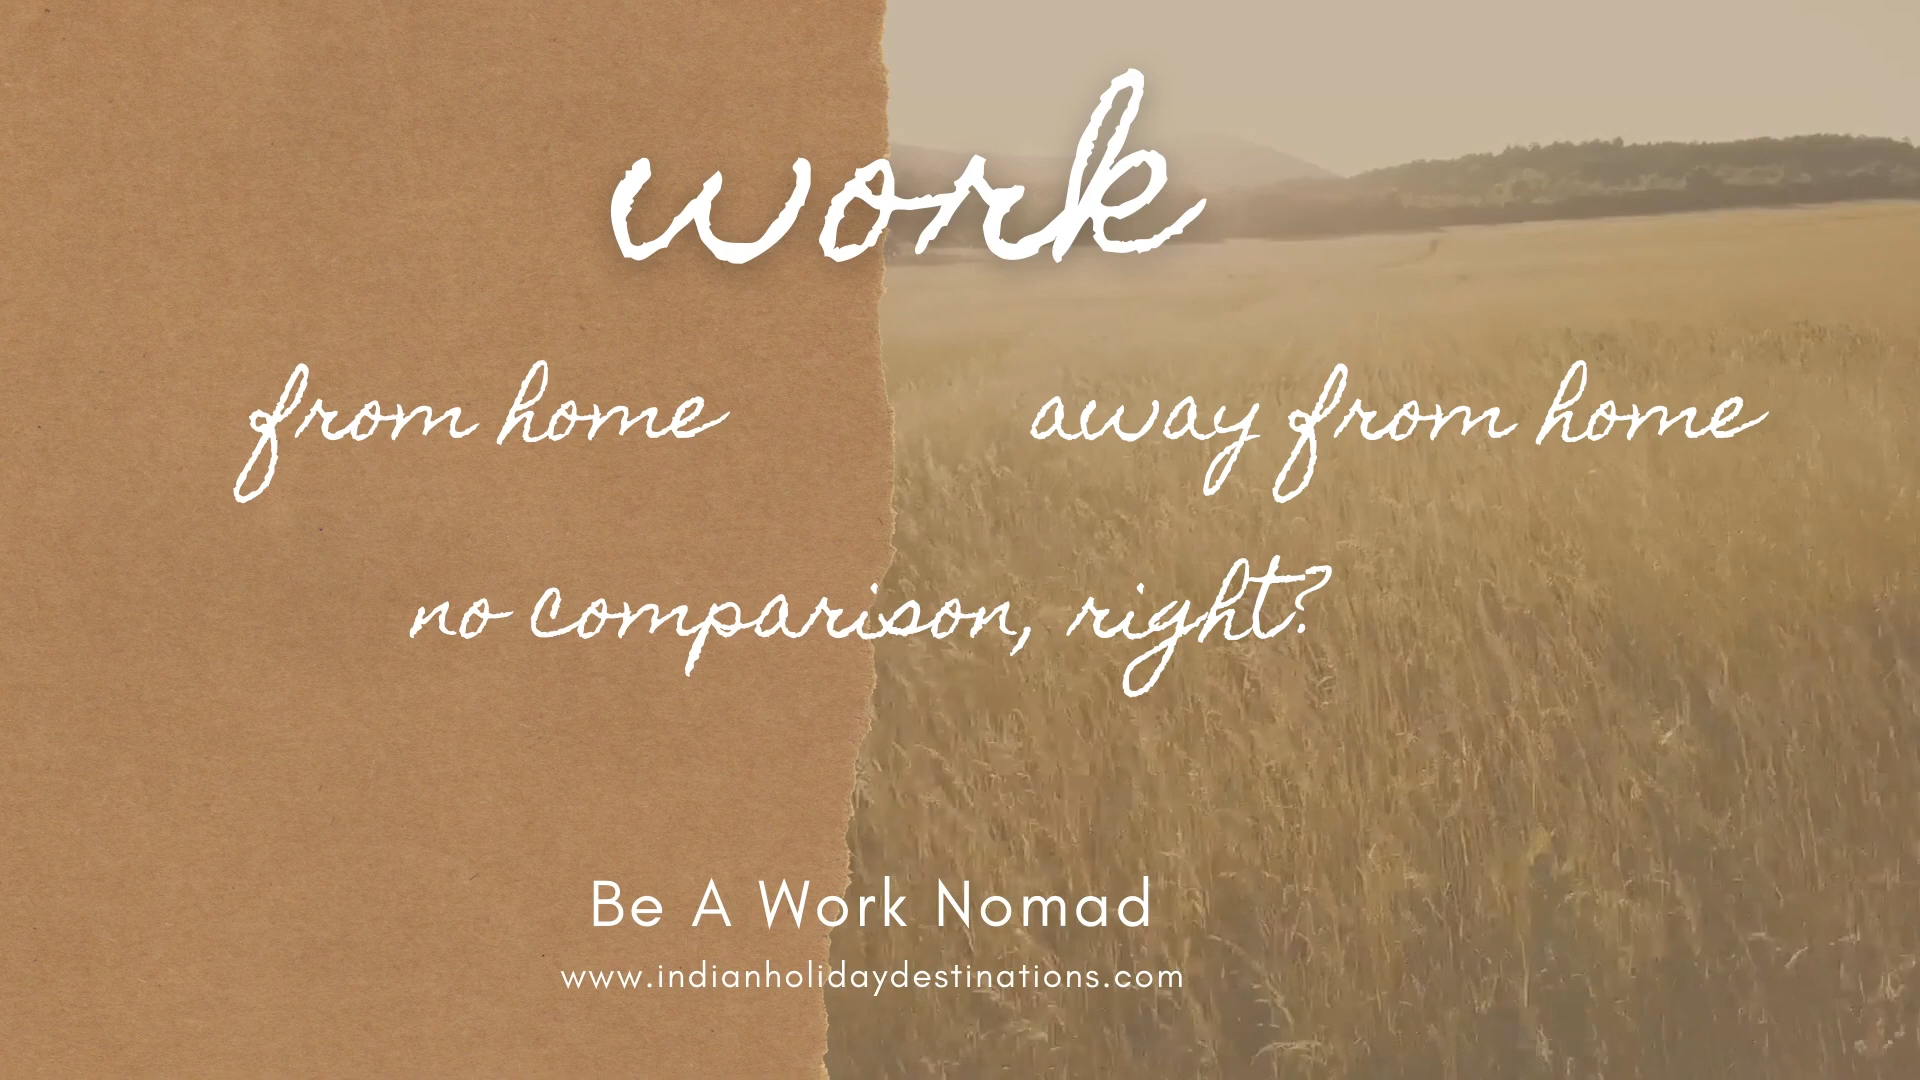 work
from home
away from home
no comparison, right?
Be A Work Nomad
www.indianholidaydestinations.com